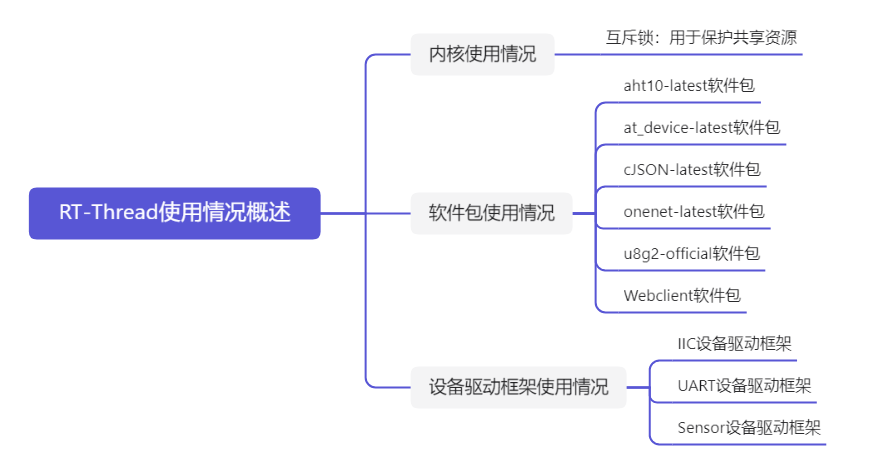 RT-Thread使用情况概述
内核使用情况
互斥锁：用于保护共享资源
软件包使用情况
aht10-latest软件包
at_device-latest软件包
cJSON-latest软件包
onenet-latest软件包
u8g2-official软件包
Webclient软件包
设备驱动框架使用情况
IIC设备驱动框架
UART设备驱动框架
Sensor设备驱动框架